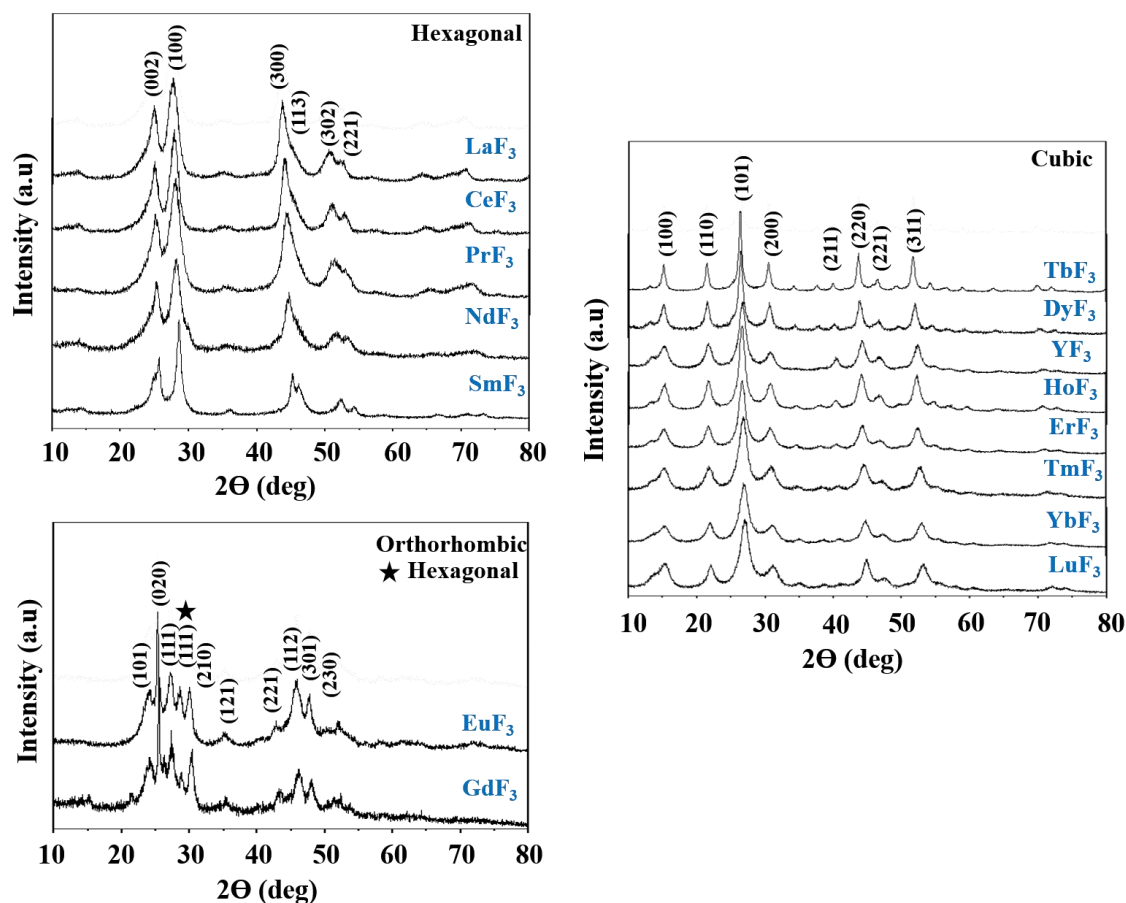 Hexagonal
(002)
(100)
(300)
(113)
(302)
(221)
LaF3
CeF3
PrF3
NdF3
SmF3
Intensity (a.u)
10 20 30 40 50 60 70 80
2Θ (deg)
Cubic
(100)
(110)
(101)
(200)
(211)
(220)
(221)
(311)
TbF3
DyF3
YF3
HoF3
ErF3
TmF3
YbF3
LuF3
Intensity (a.u)
10 20 30 40 50 60 70 80
2Θ (deg)
Orthorhombic
★ Hexagonal
(101)
(020)
(111)
(111)
(210)
(121)
(221)
(112)
(301)
(230)
EuF3
GdF3
Intensity (a.u)
10 20 30 40 50 60 70 80
2Θ (deg)